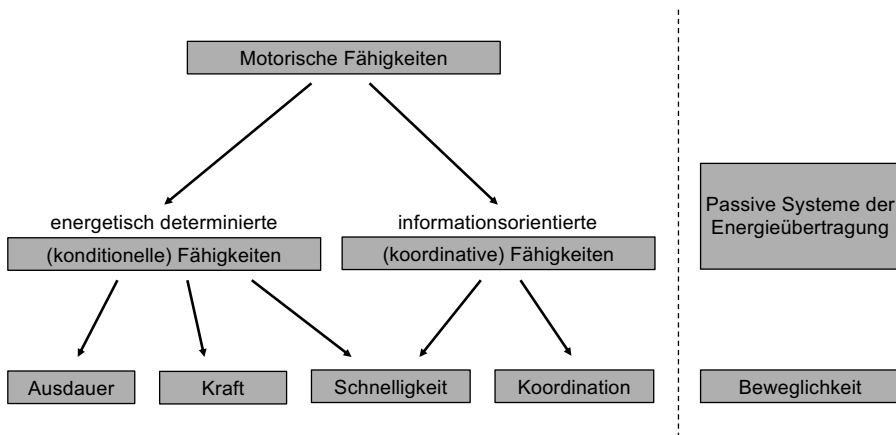 Motorische Fähigkeiten
energetisch determinierte
(konditionelle) Fähigkeiten
informationsorientierte
(koordinative) Fähigkeiten
Passive Systeme der
Energieübertragung
Ausdauer
Kraft
Schnelligkeit
Koordination
Beweglichkeit